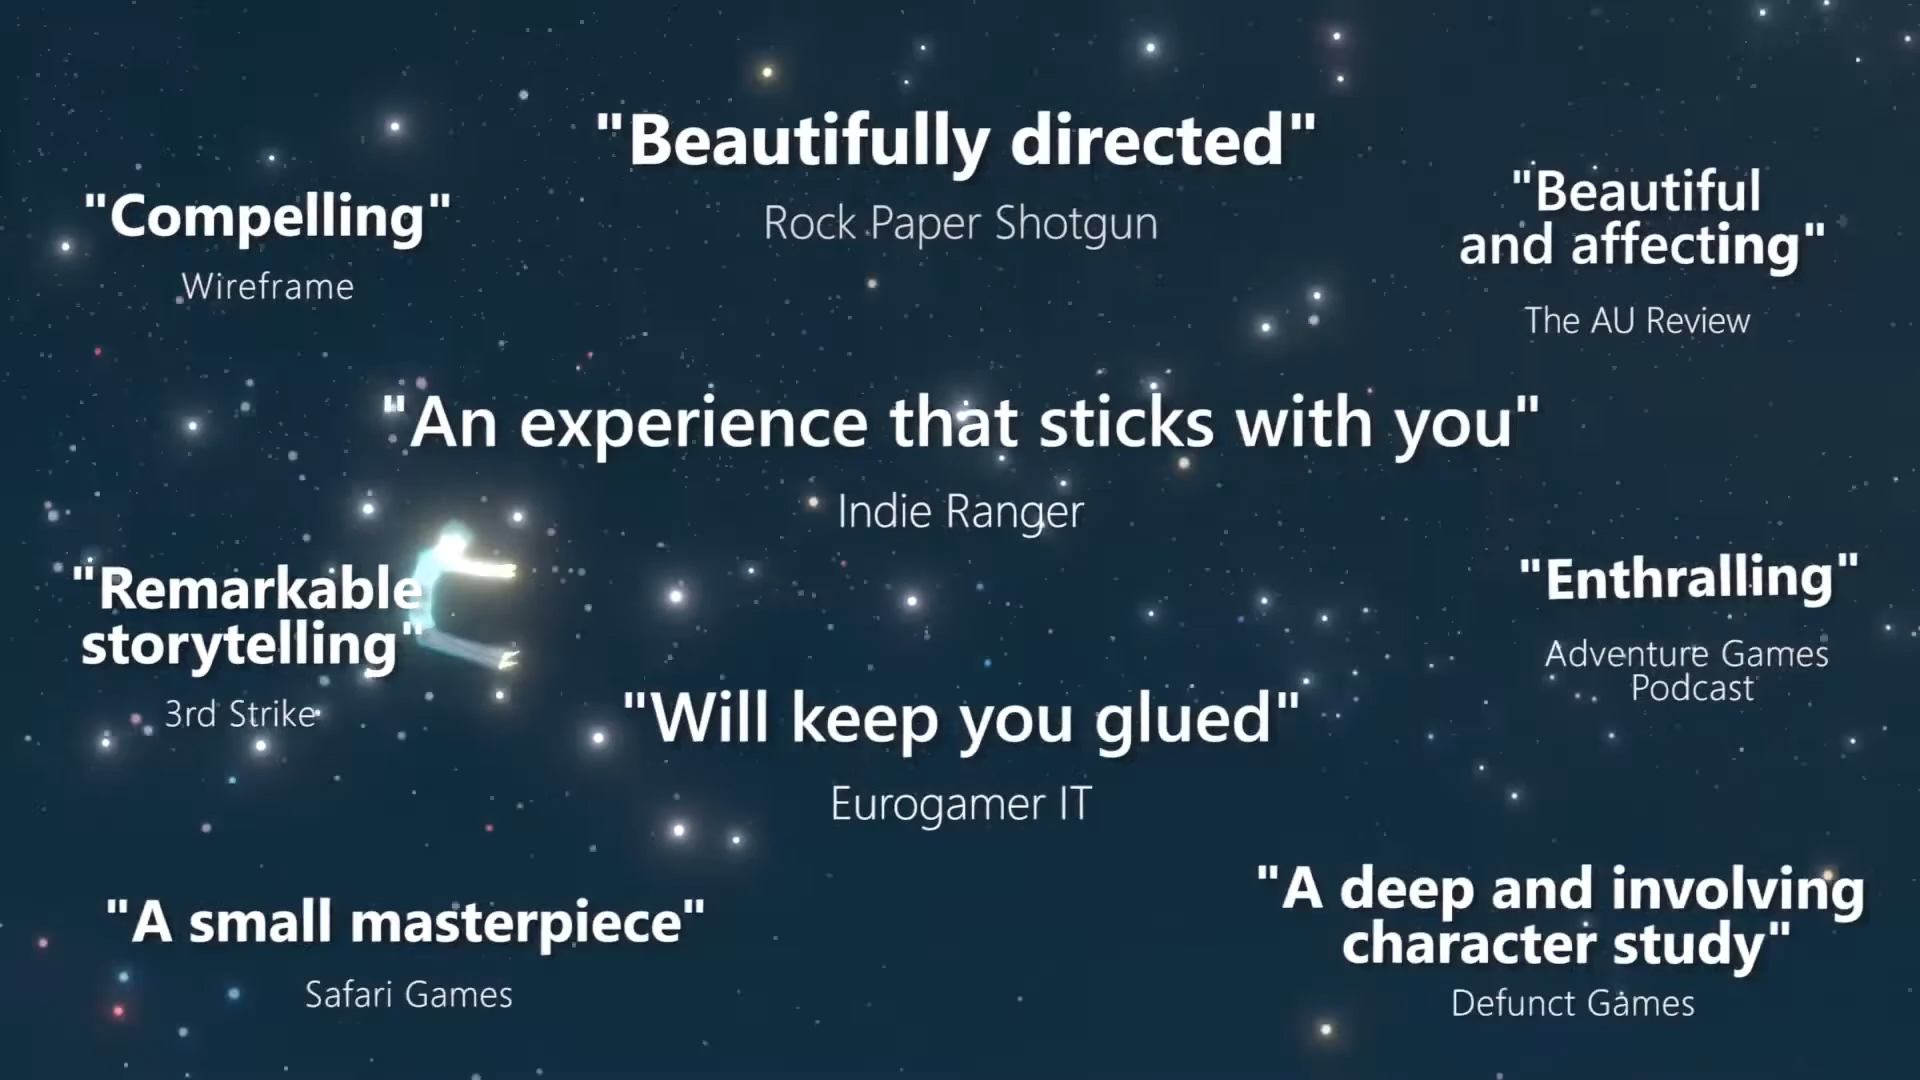 "Beautifully directed"
Rock Paper Shotgun
"Compelling"
Wireframe
"Beautiful
and affecting"
The AU Review
"An experience that sticks with you"
Indie Ranger
"Remarkable
storytelling"
3rd Strike
"Enthralling"
Adventure Games
Podcast
"Will keep you glued"
Eurogamer IT
"A small masterpiece"
Safari Games
"A deep and involving
character study"
Defunct Games